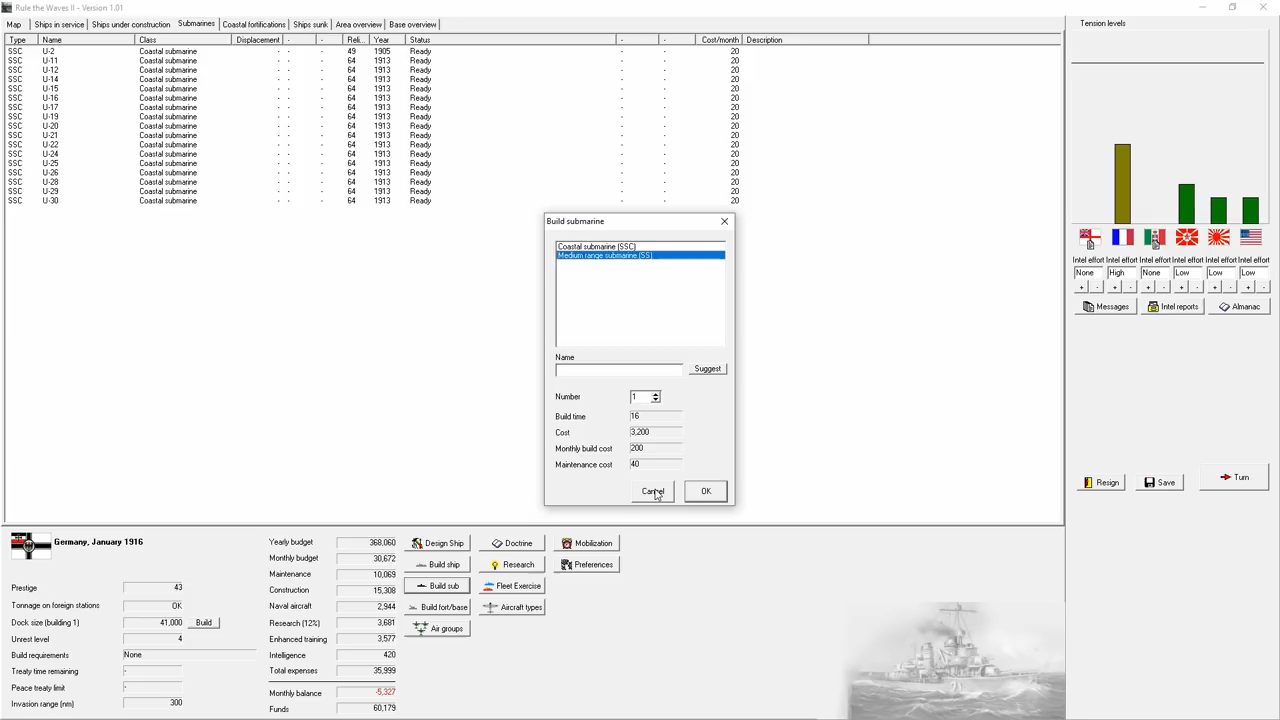 Rule the Waves II - Version 1.01
Map Ships in service Ships under construction Submarines Coastal fortifications Ships sunk Area overview Base overview
Type Name Class Displacement - - Reli... Year Status - - Cost/month Description
SSC U-2 Coastal submarine - - - 49 1905 Ready - - 20
SSC U-11 Coastal submarine - - - 64 1913 Ready - - 20
SSC U-12 Coastal submarine - - - 64 1913 Ready - - 20
SSC U-14 Coastal submarine - - - 64 1913 Ready - - 20
SSC U-15 Coastal submarine - - - 64 1913 Ready - - 20
SSC U-16 Coastal submarine - - - 64 1913 Ready - - 20
SSC U-17 Coastal submarine - - - 64 1913 Ready - - 20
SSC U-19 Coastal submarine - - - 64 1913 Ready - - 20
SSC U-20 Coastal submarine - - - 64 1913 Ready - - 20
SSC U-21 Coastal submarine - - - 64 1913 Ready - - 20
SSC U-22 Coastal submarine - - - 64 1913 Ready - - 20
SSC U-24 Coastal submarine - - - 64 1913 Ready - - 20
SSC U-25 Coastal submarine - - - 64 1913 Ready - - 20
SSC U-26 Coastal submarine - - - 64 1913 Ready - - 20
SSC U-28 Coastal submarine - - - 64 1913 Ready - - 20
SSC U-29 Coastal submarine - - - 64 1913 Ready - - 20
SSC U-30 Coastal submarine - - - 64 1913 Ready - - 20
Build submarine
Coastal submarine (SSC)
Medium range submarine (SS)
Name
Suggest
Number 1
Build time 16
Cost 3,200
Monthly build cost 200
Maintenance cost 40
Cancel OK
Tension levels
Intel effort Intel effort Intel effort Intel effort Intel effort Intel effort
None High None Low Low Low
+ - + - + - + - + - + -
Messages Intel reports Almanac
Resign Save Turn
Germany, January 1916
Prestige 43
Tonnage on foreign stations OK
Dock size (building 1) 41,000 Build
Unrest level 4
Build requirements None
Treaty time remaining -
Peace treaty limit -
Invasion range (nm) 300
Yearly budget 368,060
Monthly budget 30,672
Maintenance 10,069
Construction 15,308
Naval aircraft 2,944
Research (12%) 3,681
Enhanced training 3,577
Intelligence 420
Total expenses 35,999
Monthly balance -5,327
Funds 60,179
Design Ship Doctrine Mobilization
Build ship Research Preferences
Build sub Fleet Exercise
Build fort/base Aircraft types
Air groups